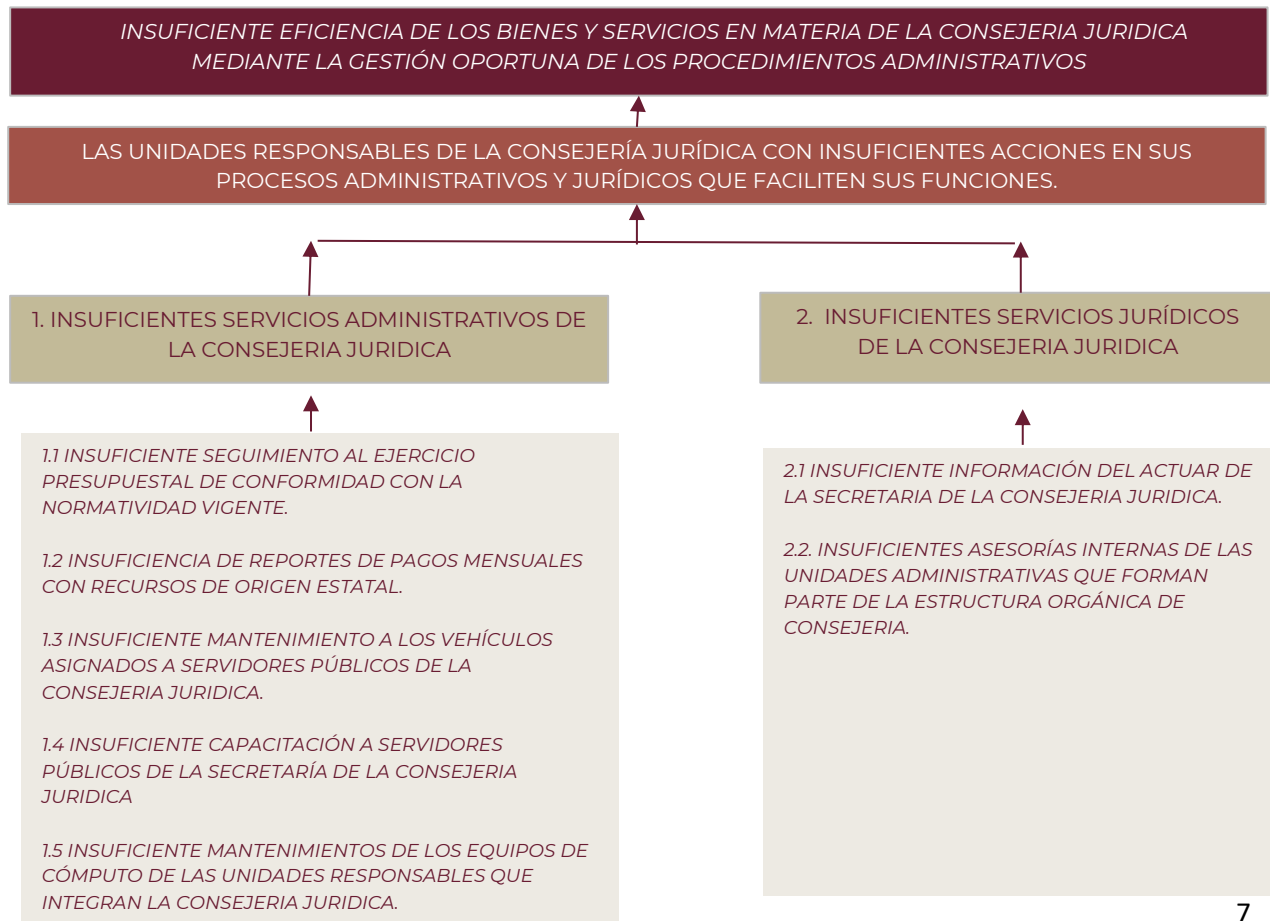 INSUFICIENTE EFICIENCIA DE LOS BIENES Y SERVICIOS EN MATERIA DE LA CONSEJERIA JURIDICA
MEDIANTE LA GESTIÓN OPORTUNA DE LOS PROCEDIMIENTOS ADMINISTRATIVOS
LAS UNIDADES RESPONSABLES DE LA CONSEJERÍA JURÍDICA CON INSUFICIENTES ACCIONES EN SUS
PROCESOS ADMINISTRATIVOS Y JURÍDICOS QUE FACILITEN SUS FUNCIONES.
1. INSUFICIENTES SERVICIOS ADMINISTRATIVOS DE
LA CONSEJERIA JURIDICA
1.1 INSUFICIENTE SEGUIMIENTO AL EJERCICIO
PRESUPUESTAL DE CONFORMIDAD CON LA
NORMATIVIDAD VIGENTE.
1.2 INSUFICIENCIA DE REPORTES DE PAGOS MENSUALES
CON RECURSOS DE ORIGEN ESTATAL.
1.3 INSUFICIENTE MANTENIMIENTO A LOS VEHÍCULOS
ASIGNADOS A SERVIDORES PÚBLICOS DE LA
CONSEJERIA JURIDICA.
1.4 INSUFICIENTE CAPACITACIÓN A SERVIDORES
PÚBLICOS DE LA SECRETARÍA DE LA CONSEJERIA
JURIDICA
1.5 INSUFICIENTE MANTENIMIENTOS DE LOS EQUIPOS DE
CÓMPUTO DE LAS UNIDADES RESPONSABLES QUE
INTEGRAN LA CONSEJERIA JURIDICA.
2. INSUFICIENTES SERVICIOS JURÍDICOS
DE LA CONSEJERIA JURIDICA
2.1 INSUFICIENTE INFORMACIÓN DEL ACTUAR DE
LA SECRETARIA DE LA CONSEJERIA JURIDICA.
2.2. INSUFICIENTES ASESORÍAS INTERNAS DE LAS
UNIDADES ADMINISTRATIVAS QUE FORMAN
PARTE DE LA ESTRUCTURA ORGÁNICA DE
CONSEJERIA.
7